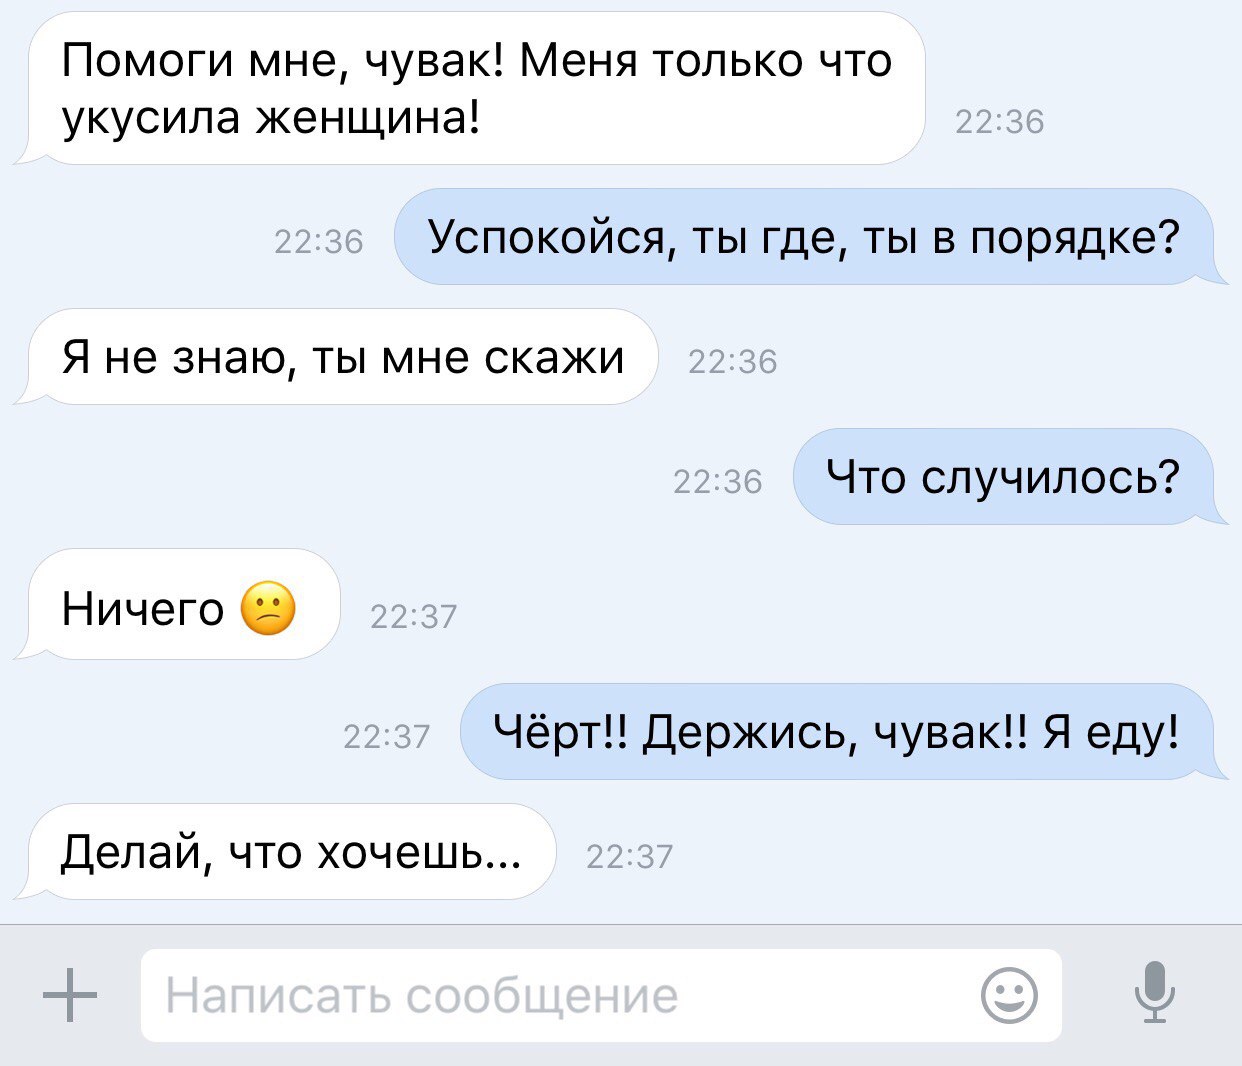 Помоги мне, чувак! Меня только что
укусила женщина!
22:36
22:36
Успокойся, ты где, ты в порядке?
Я не знаю, ты мне скажи
22:36
22:36
Что случилось?
Ничего 😕
22:37
22:37
Чёрт!! Держись, чувак!! Я еду!
Делай, что хочешь...
22:37
Написать сообщение